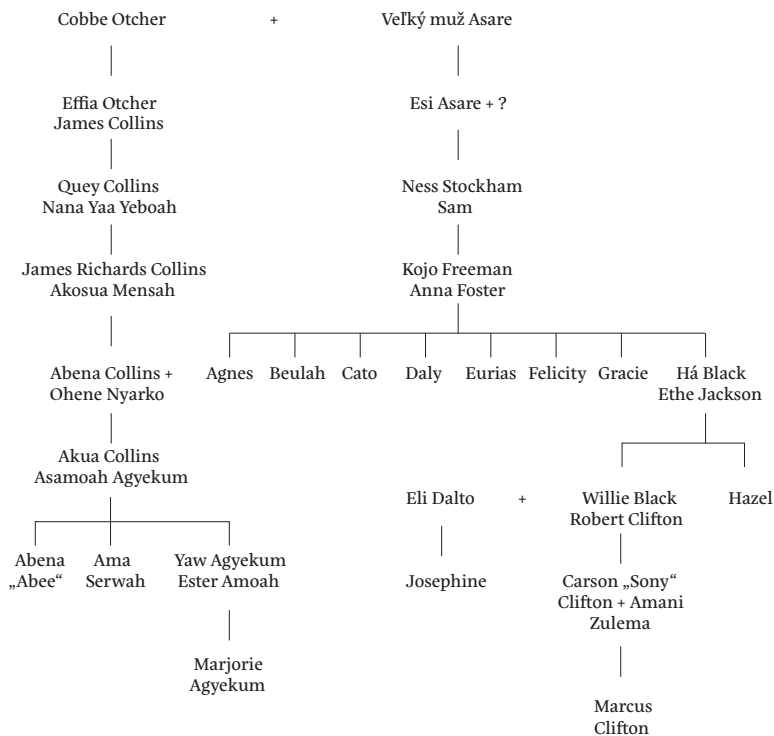 Cobbe Otcher + Veľký muž Asare
Effia Otcher
James Collins
Esi Asare + ?
Quey Collins
Nana Yaa Yeboah
Ness Stockham
Sam
James Richards Collins
Akosua Mensah
Kojo Freeman
Anna Foster
Abena Collins +
Ohene Nyarko
Agnes
Beulah
Cato
Daly
Eurias
Felicity
Gracie
Há Black
Ethe Jackson
Akua Collins
Asamoah Agyekum
Eli Dalto + Willie Black
Robert Clifton
Hazel
Abena
„Abee“
Ama
Serwah
Yaw Agyekum
Ester Amoah
Josephine
Carson „Sony“
Clifton + Amani
Zulema
Marjorie
Agyekum
Marcus
Clifton